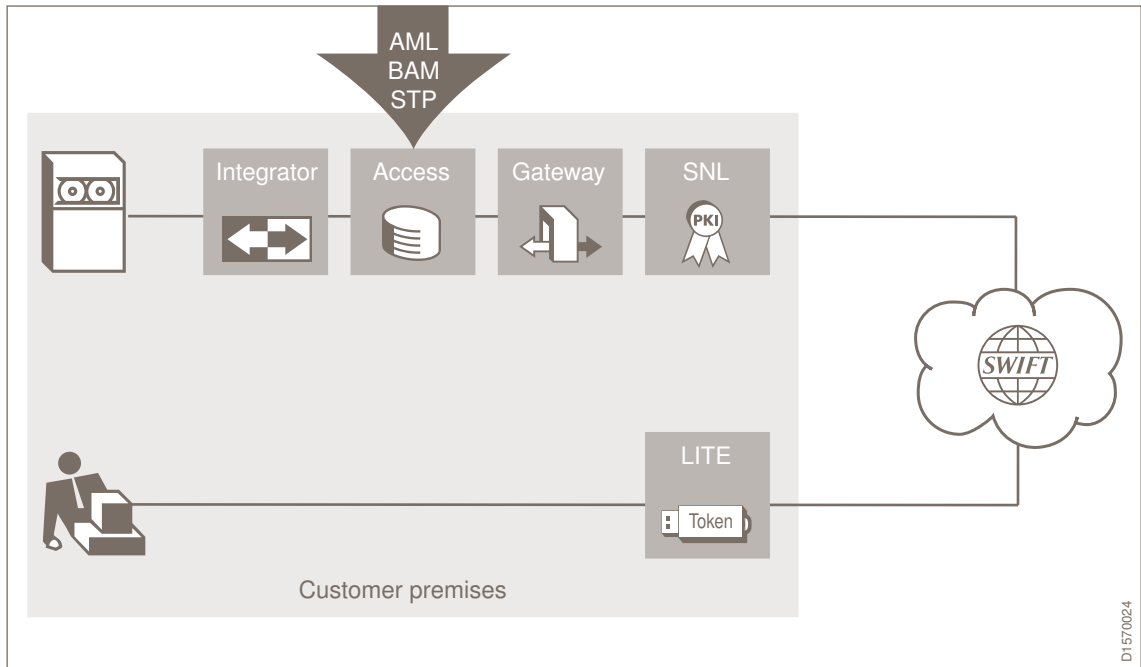 AML
BAM
STP
Integrator
Access
Gateway
SNL
PKI
SWIFT
LITE
Token
Customer premises
D1570024